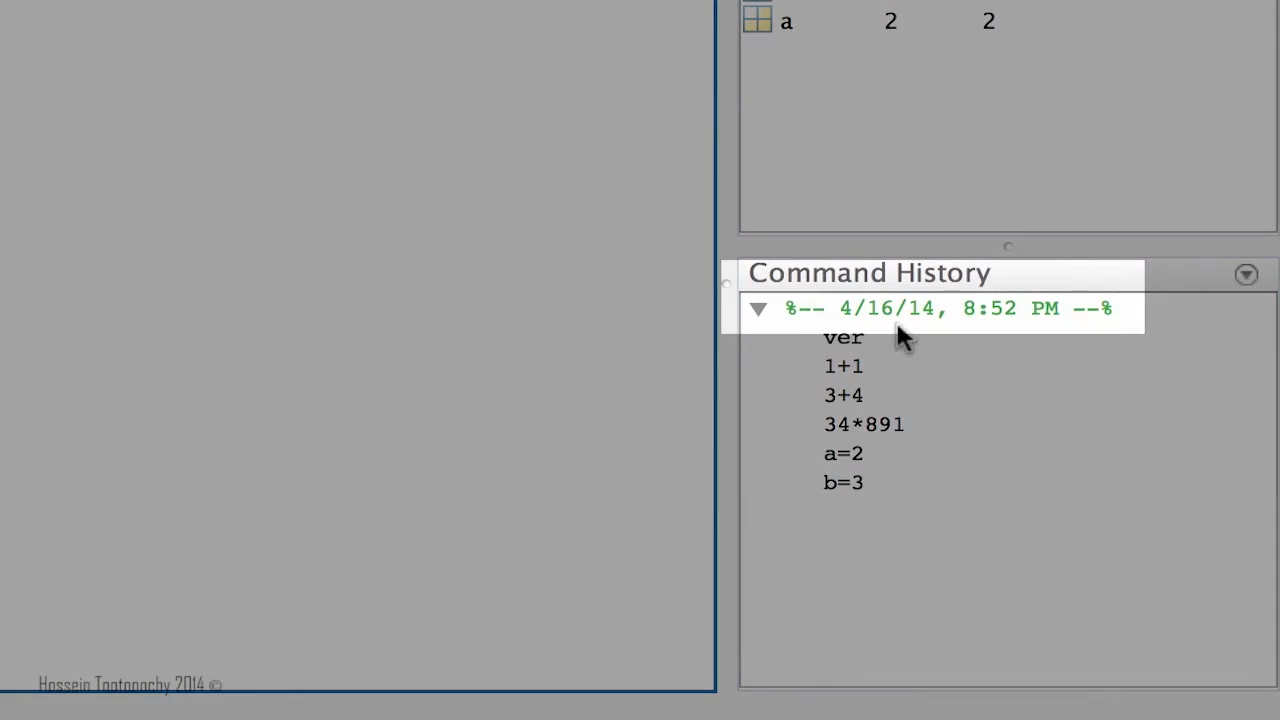 a 2 2
Command History
%-- 4/16/14, 8:52 PM --%
ver
1+1
3+4
34*891
a=2
b=3
Hossein Tootoonchy 2014 ©